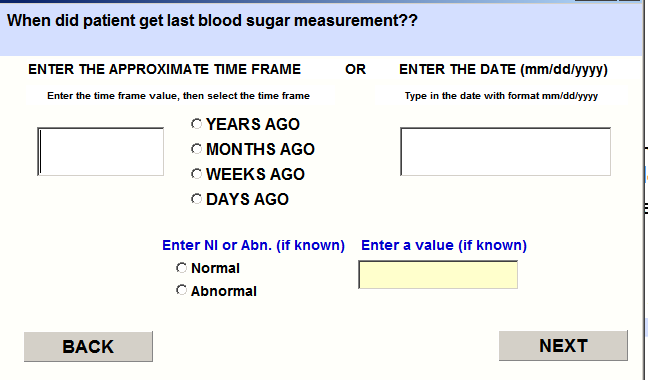 When did patient get last blood sugar measurement??
ENTER THE APPROXIMATE TIME FRAME OR ENTER THE DATE (mm/dd/yyyy)
Enter the time frame value, then select the time frame Type in the date with format mm/dd/yyyy
YEARS AGO
MONTHS AGO
WEEKS AGO
DAYS AGO
Enter Nl or Abn. (if known) Enter a value (if known)
Normal
Abnormal
BACK NEXT